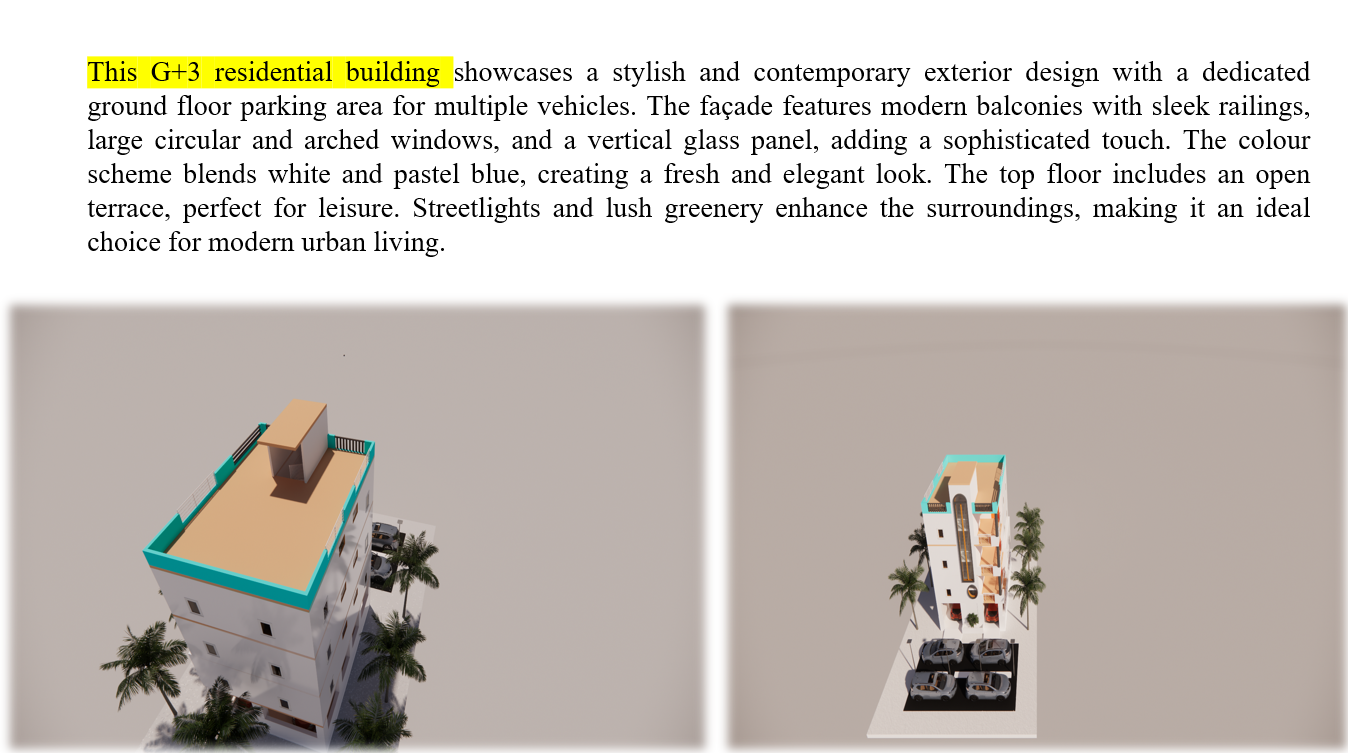 This G+3 residential building showcases a stylish and contemporary exterior design with a dedicated
ground floor parking area for multiple vehicles. The façade features modern balconies with sleek railings,
large circular and arched windows, and a vertical glass panel, adding a sophisticated touch. The colour
scheme blends white and pastel blue, creating a fresh and elegant look. The top floor includes an open
terrace, perfect for leisure. Streetlights and lush greenery enhance the surroundings, making it an ideal
choice for modern urban living.